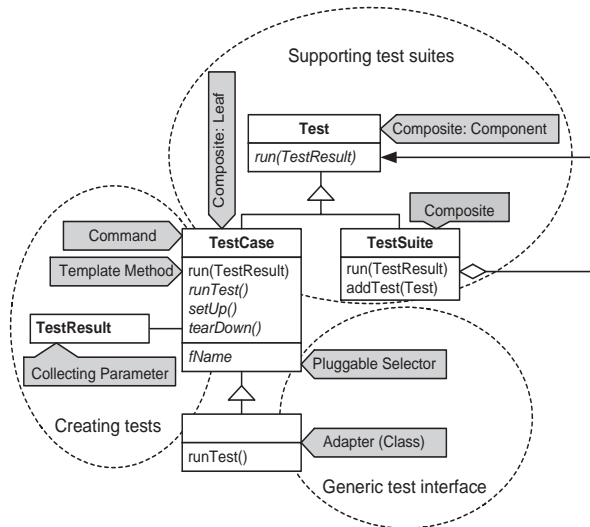 Supporting test suites
Composite: Leaf
Test
Composite: Component
run(TestResult)
Composite
Command
TestCase
TestSuite
Template Method
run(TestResult)
runTest()
setUp()
tearDown()
run(TestResult)
addTest(Test)
TestResult
fName
Pluggable Selector
Collecting Parameter
Creating tests
Adapter (Class)
runTest()
Generic test interface